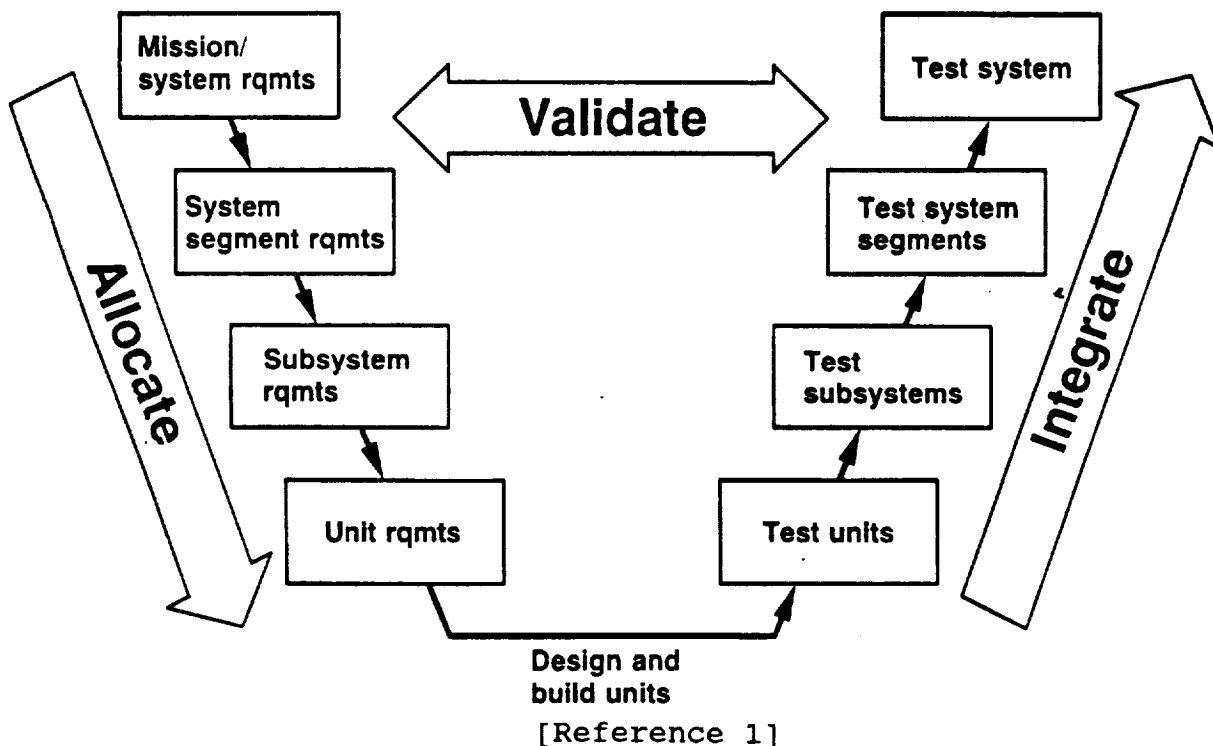 Mission/
system rqmts
Validate
Test system
System
segment rqmts
Test system
segments
Allocate
Integrate
Subsystem
rqmts
Test
subsystems
Unit rqmts
Test units
Design and
build units
[Reference 1]